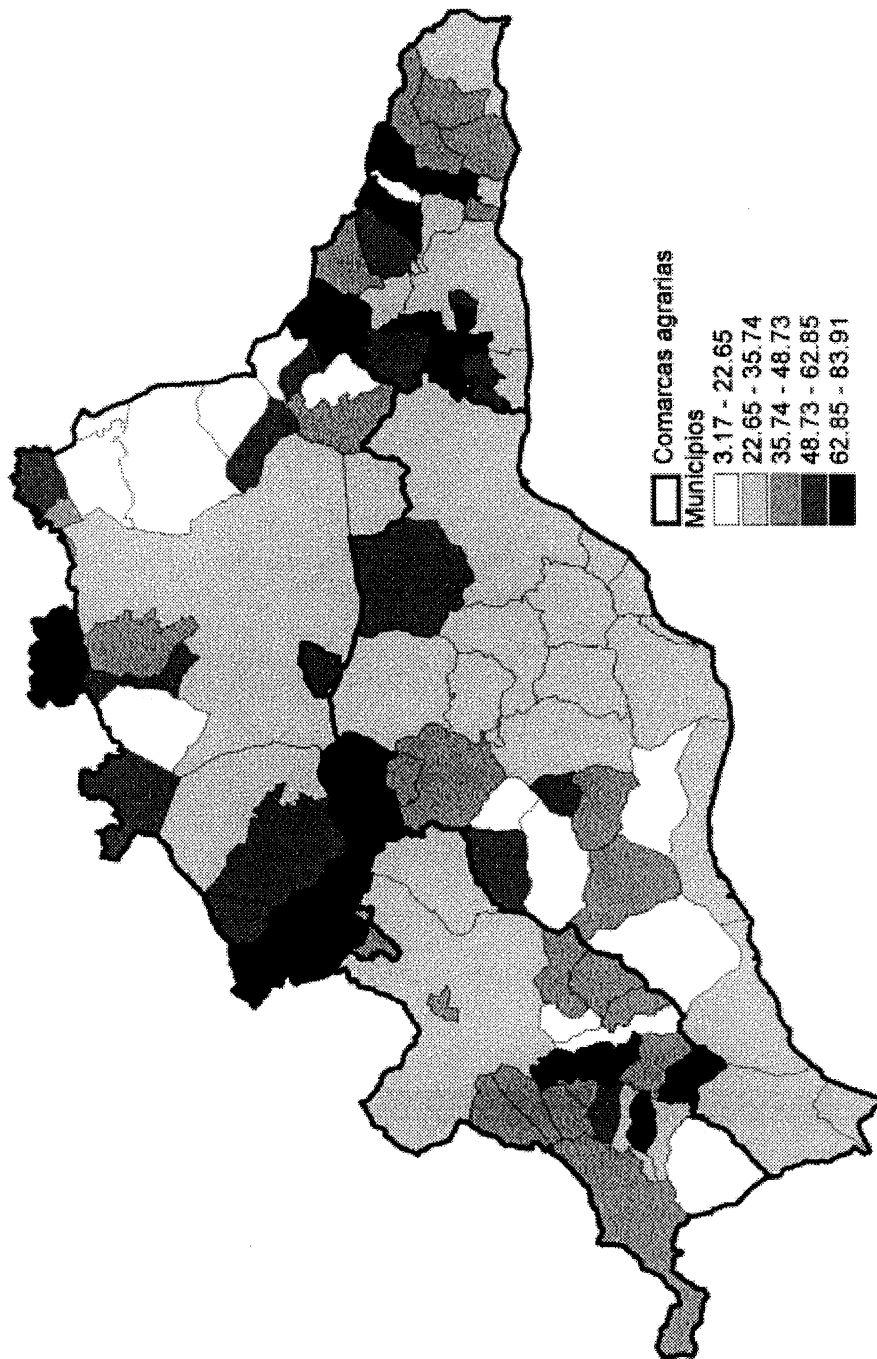 Comarcas agrarias
Municipios
3.17 - 22.65
22.65 - 35.74
35.74 - 48.73
48.73 - 62.85
62.85 - 83.91